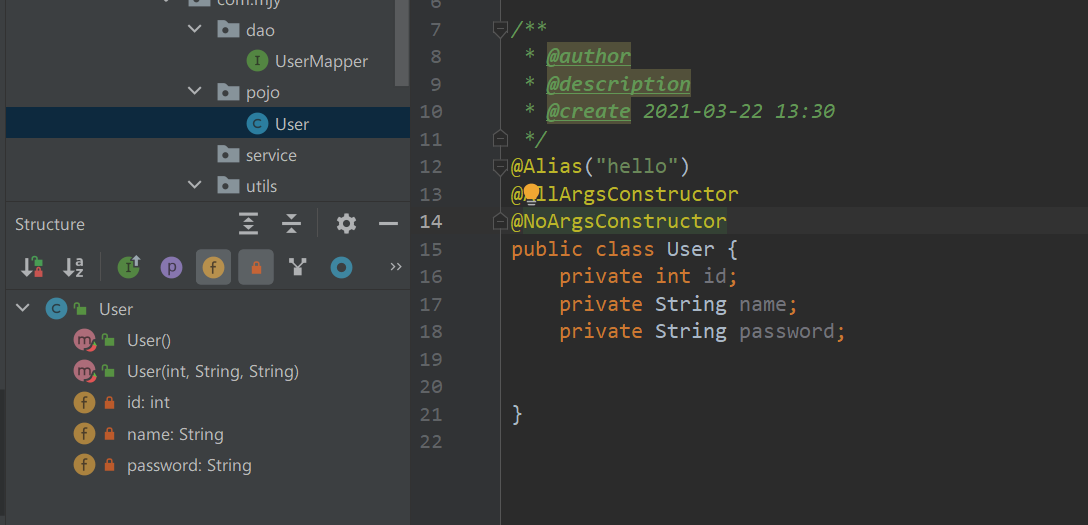 com.mjy
dao
I UserMapper
pojo
C User
service
utils
Structure
C User
m User()
m User(int, String, String)
f id: int
f name: String
f password: String
6
7 /**
8 * @author
9 * @description
10 * @create 2021-03-22 13:30
11 */
12 @Alias("hello")
13 @AllArgsConstructor
14 @NoArgsConstructor
15 public class User {
16 private int id;
17 private String name;
18 private String password;
19
20
21 }
22